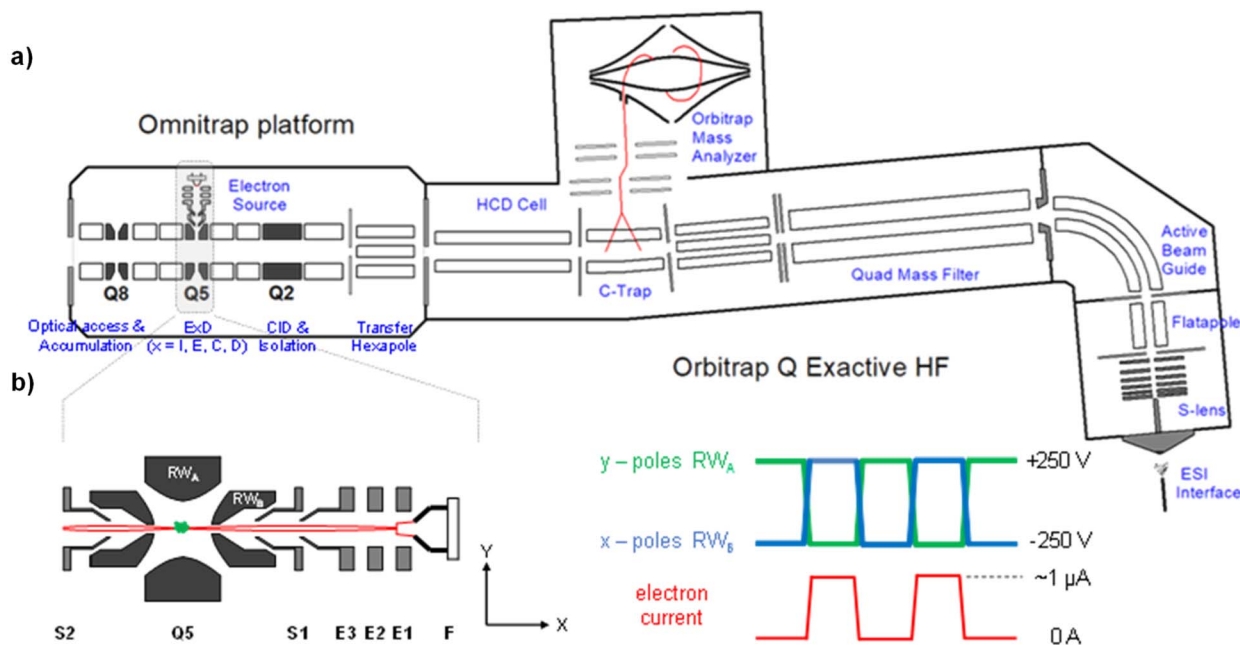 a)
Omnitrap platform
Electron
Source
Q8
Q5
Q2
Optical access &
Accumulation
ExD
(x = I, E, C, D)
CID &
Isolation
Transfer
Hexapole
HCD Cell
C-Trap
Orbitrap
Mass
Analyzer
Quad Mass Filter
Active
Beam
Guide
Flatapole
S-lens
ESI
Interface
Orbitrap Q Exactive HF
b)
RWA
RWB
Y
X
S2
Q5
S1
E3
E2
E1
F
y – poles RWA
+250 V
x – poles RWB
-250 V
electron
current
~1 μA
0 A